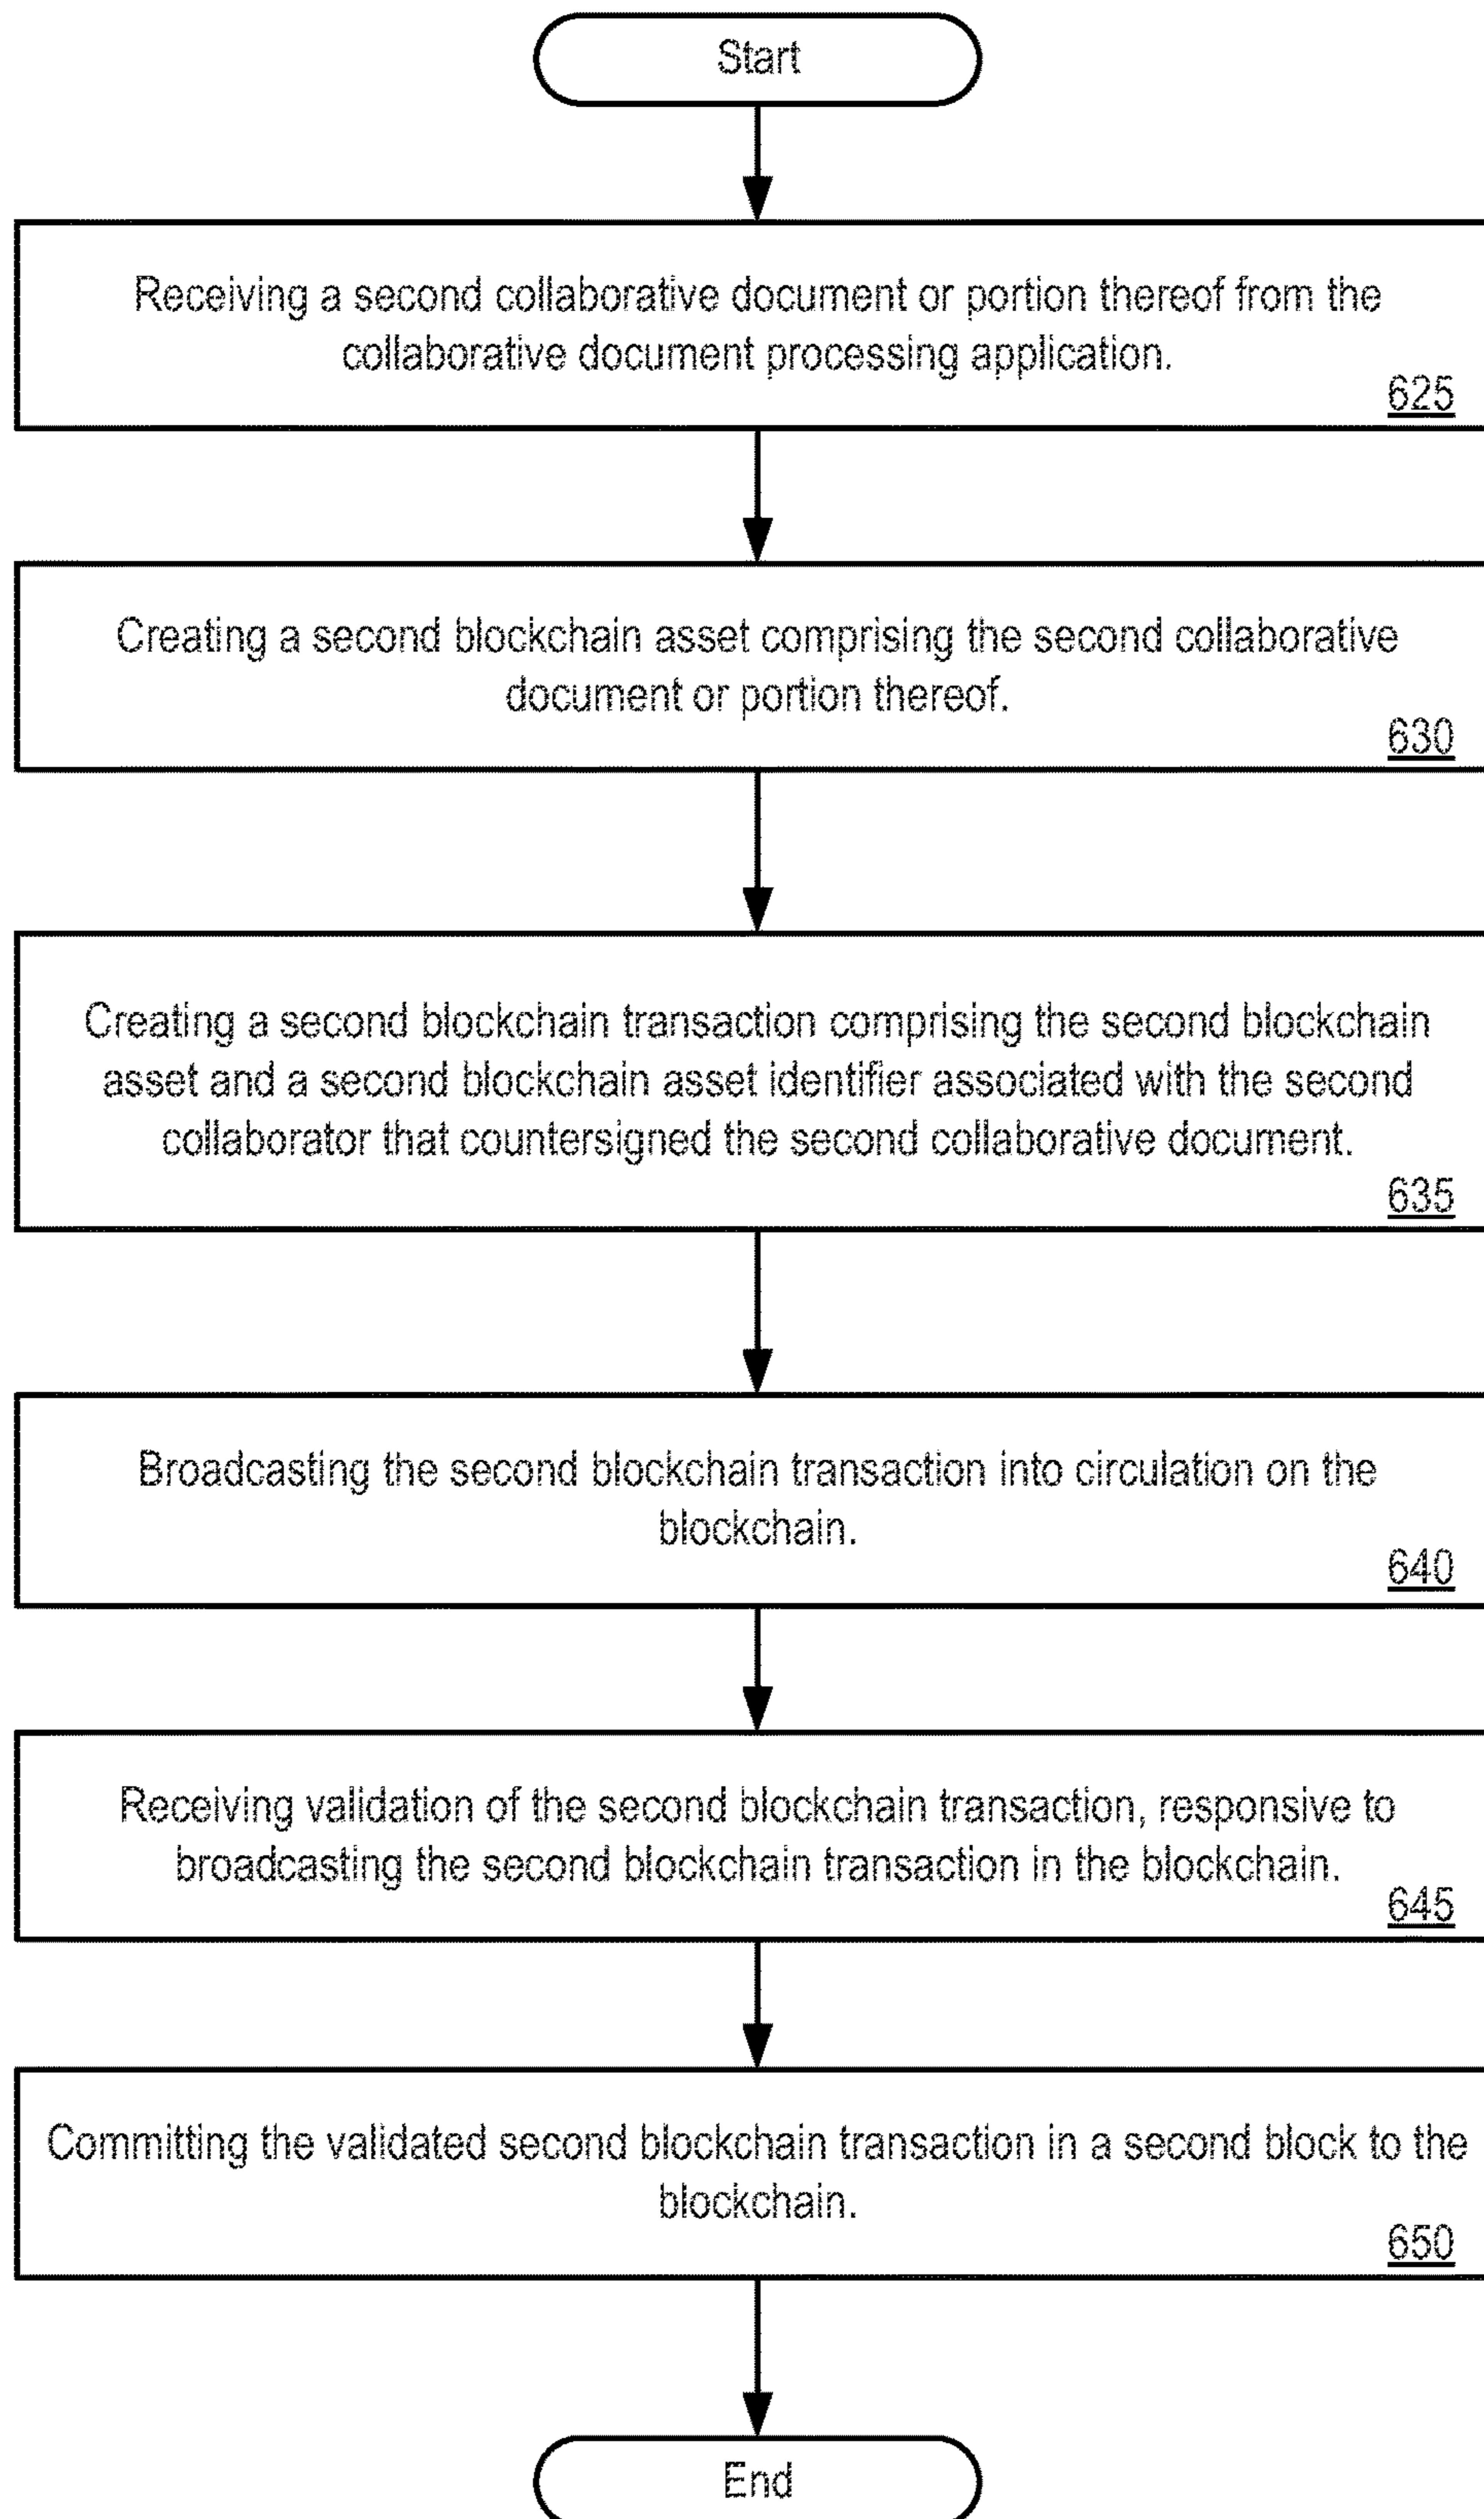 Start
Receiving a second collaborative document or portion thereof from the
collaborative document processing application.
625
Creating a second blockchain asset comprising the second collaborative
document or portion thereof.
630
Creating a second blockchain transaction comprising the second blockchain
asset and a second blockchain asset identifier associated with the second
collaborator that countersigned the second collaborative document.
635
Broadcasting the second blockchain transaction into circulation on the
blockchain.
640
Receiving validation of the second blockchain transaction, responsive to
broadcasting the second blockchain transaction in the blockchain.
645
Committing the validated second blockchain transaction in a second block to the
blockchain.
650
End